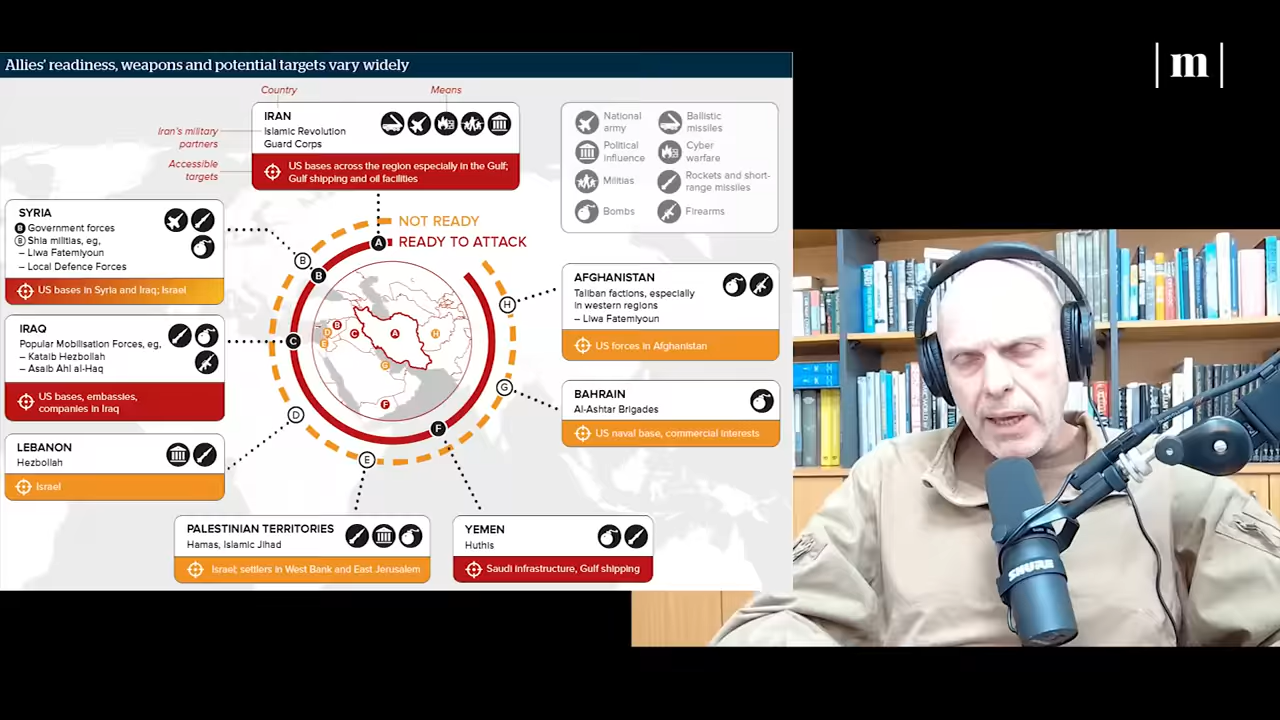 Allies' readiness, weapons and potential targets vary widely
|m|
Country
Means
Iran's military
partners
Accessible
targets
IRAN
Islamic Revolution
Guard Corps
US bases across the region especially in the Gulf;
Gulf shipping and oil facilities
National
army
Ballistic
missiles
Political
influence
Cyber
warfare
Militias
Rockets and short-
range missiles
Bombs
Firearms
NOT READY
READY TO ATTACK
SYRIA
B Government forces
B Shia militias, eg,
– Liwa Fatemiyoun
– Local Defence Forces
US bases in Syria and Iraq; Israel
IRAQ
Popular Mobilisation Forces, eg,
– Kataib Hezbollah
– Asaib Ahl al-Haq
US bases, embassies,
companies in Iraq
LEBANON
Hezbollah
Israel
PALESTINIAN TERRITORIES
Hamas, Islamic Jihad
Israel; settlers in West Bank and East Jerusalem
YEMEN
Huthis
Saudi infrastructure, Gulf shipping
AFGHANISTAN
Taliban factions, especially
in western regions
– Liwa Fatemiyoun
US forces in Afghanistan
BAHRAIN
Al-Ashtar Brigades
US naval base, commercial interests
A
B
B
C
D
E
F
G
H
A
B
C
D
E
F
G
H
SHURE